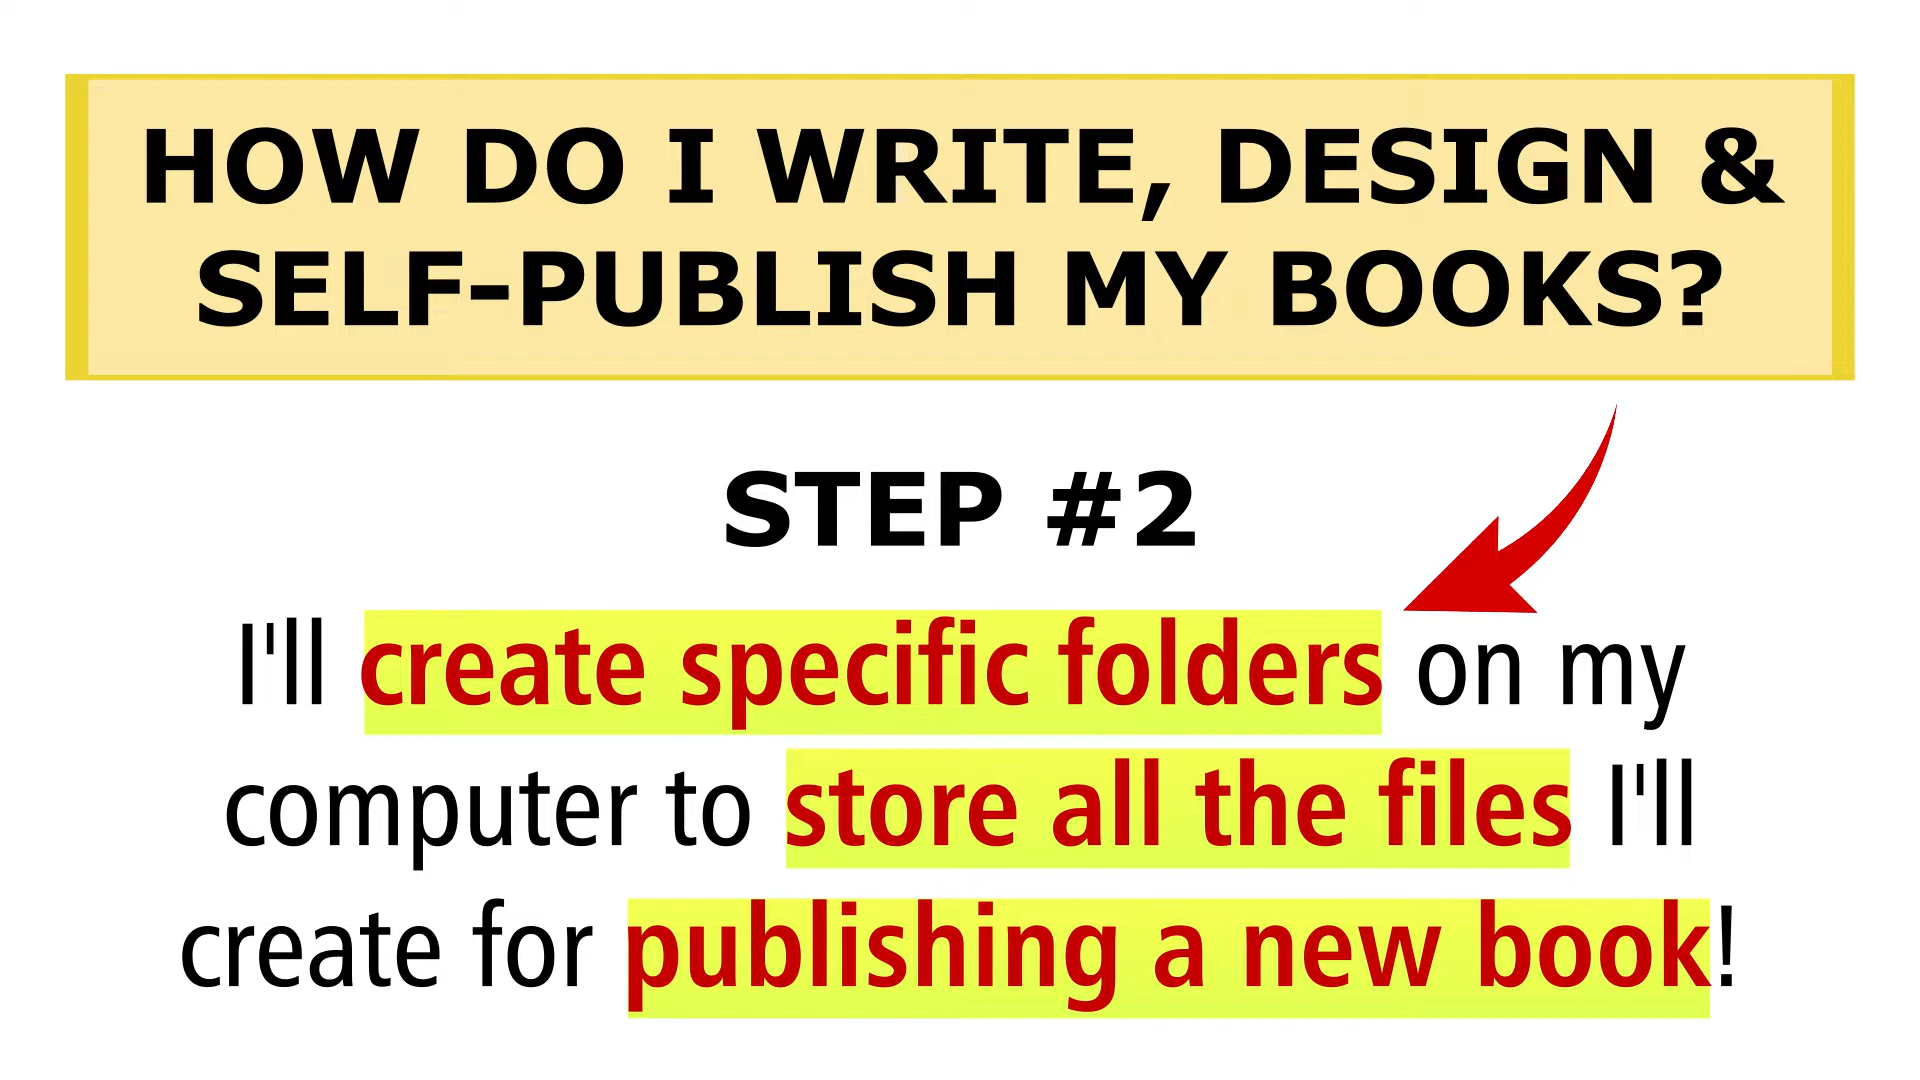 HOW DO I WRITE, DESIGN &
SELF-PUBLISH MY BOOKS?
STEP #2
I'll create specific folders on my
computer to store all the files I'll
create for publishing a new book!